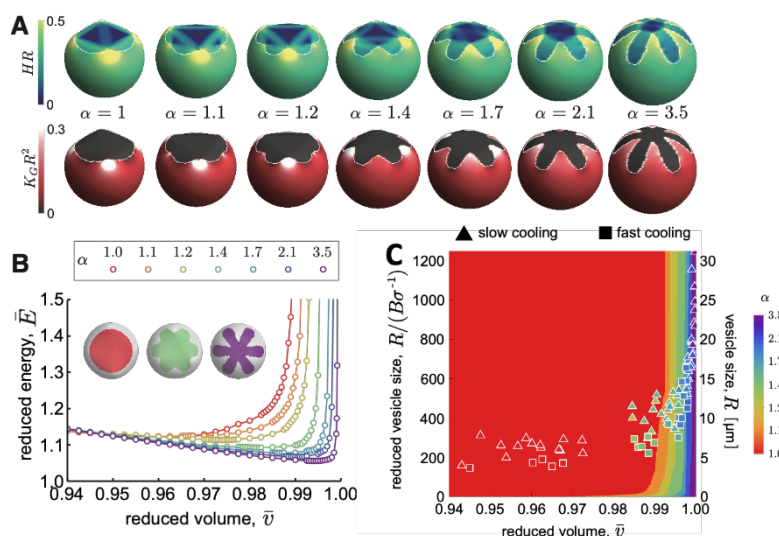 A
0.5
HR
0
α = 1
α = 1.1
α = 1.2
α = 1.4
α = 1.7
α = 2.1
α = 3.5
0.3
K_G R²
0
B
α
1.0 1.1 1.2 1.4 1.7 2.1 3.5
reduced energy, Ē
1.5
1.4
1.3
1.2
1.1
1.0
0.94 0.95 0.96 0.97 0.98 0.99 1.00
reduced volume, v̄
C
slow cooling
fast cooling
reduced vesicle size, R/(Bσ⁻¹)
1200
1000
800
600
400
200
0
0.94 0.95 0.96 0.97 0.98 0.99 1.00
reduced volume, v̄
30
25
20
15
10
5
0
vesicle size, R [μm]
α
3.5
2.1
1.7
1.4
1.2
1.1
1.0